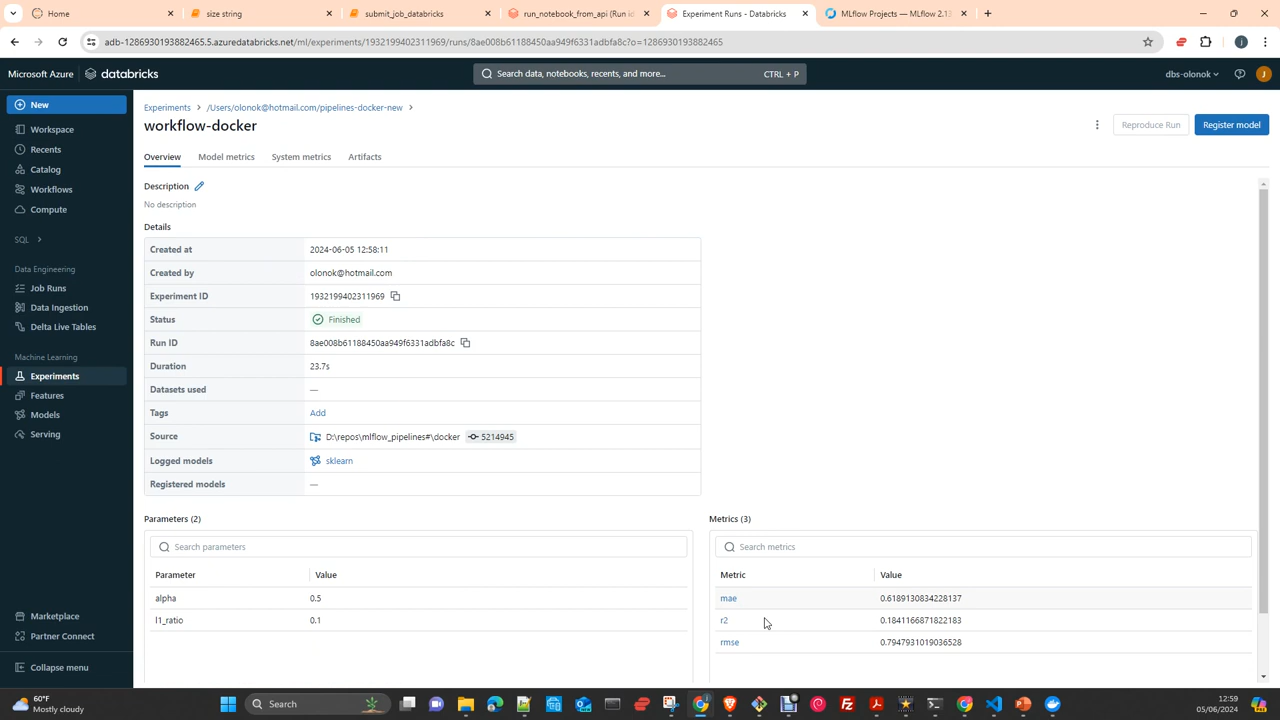 Home
size string
submit_job_databricks
run_notebook_from_api (Run id
Experiment Runs - Databricks
MLflow Projects — MLflow 2.13
adb-1286930193882465.5.azuredatabricks.net/ml/experiments/1932199402311969/runs/8ae008b61188450aa949f6331adbfa8c?o=1286930193882465
Microsoft Azure
databricks
Search data, notebooks, recents, and more...
CTRL + P
dbs-olonok
J
New
Workspace
Recents
Catalog
Workflows
Compute
SQL
Data Engineering
Job Runs
Data Ingestion
Delta Live Tables
Machine Learning
Experiments
Features
Models
Serving
Marketplace
Partner Connect
Collapse menu
Experiments > /Users/olonok@hotmail.com/pipelines-docker-new >
workflow-docker
Reproduce Run
Register model
Overview
Model metrics
System metrics
Artifacts
Description
No description
Details
Created at 2024-06-05 12:58:11
Created by olonok@hotmail.com
Experiment ID 1932199402311969
Status Finished
Run ID 8ae008b61188450aa949f6331adbfa8c
Duration 23.7s
Datasets used —
Tags Add
Source D:\repos\mlflow_pipelines#\docker 5214945
Logged models sklearn
Registered models —
Parameters (2)
Search parameters
Parameter Value
alpha 0.5
l1_ratio 0.1
Metrics (3)
Search metrics
Metric Value
mae 0.6189130834228137
r2 0.1841166871822183
rmse 0.7947931019036528
60°F
Mostly cloudy
Search
12:59
05/06/2024